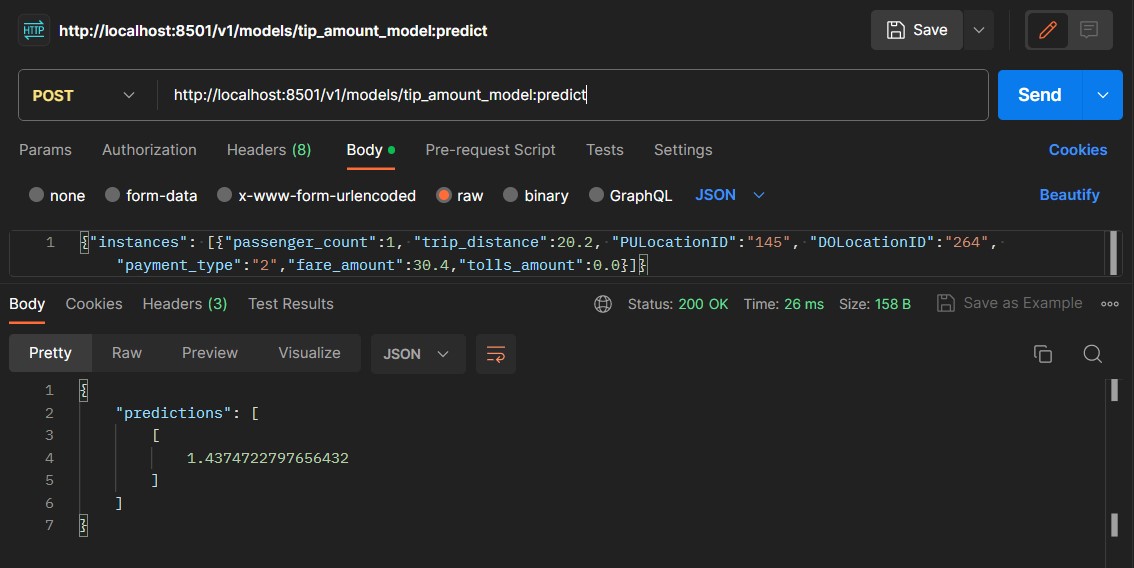 HTTP http://localhost:8501/v1/models/tip_amount_model:predict Save
POST http://localhost:8501/v1/models/tip_amount_model:predict Send
Params Authorization Headers (8) Body Pre-request Script Tests Settings Cookies
none form-data x-www-form-urlencoded raw binary GraphQL JSON Beautify
1 {"instances": [{"passenger_count":1, "trip_distance":20.2, "PULocationID":"145", "DOLocationID":"264",
"payment_type":"2","fare_amount":30.4,"tolls_amount":0.0}]}
Body Cookies Headers (3) Test Results Status: 200 OK Time: 26 ms Size: 158 B Save as Example
Pretty Raw Preview Visualize JSON
1 {
2 "predictions": [
3 [
4 1.4374722797656432
5 ]
6 ]
7 }